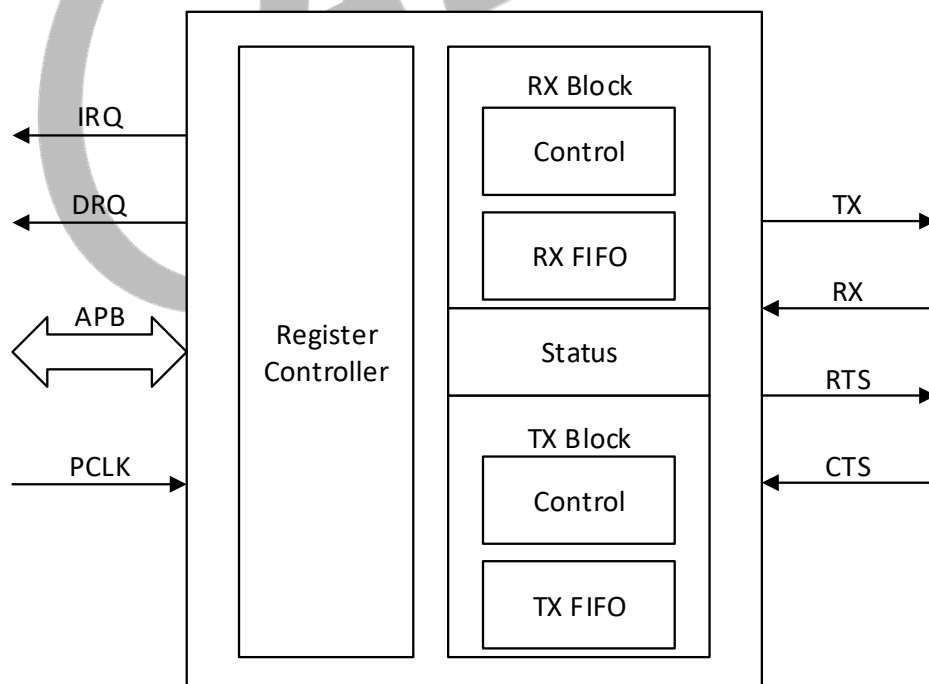 IRQ
DRQ
APB
PCLK
Register
Controller
RX Block
Control
RX FIFO
Status
TX Block
Control
TX FIFO
TX
RX
RTS
CTS